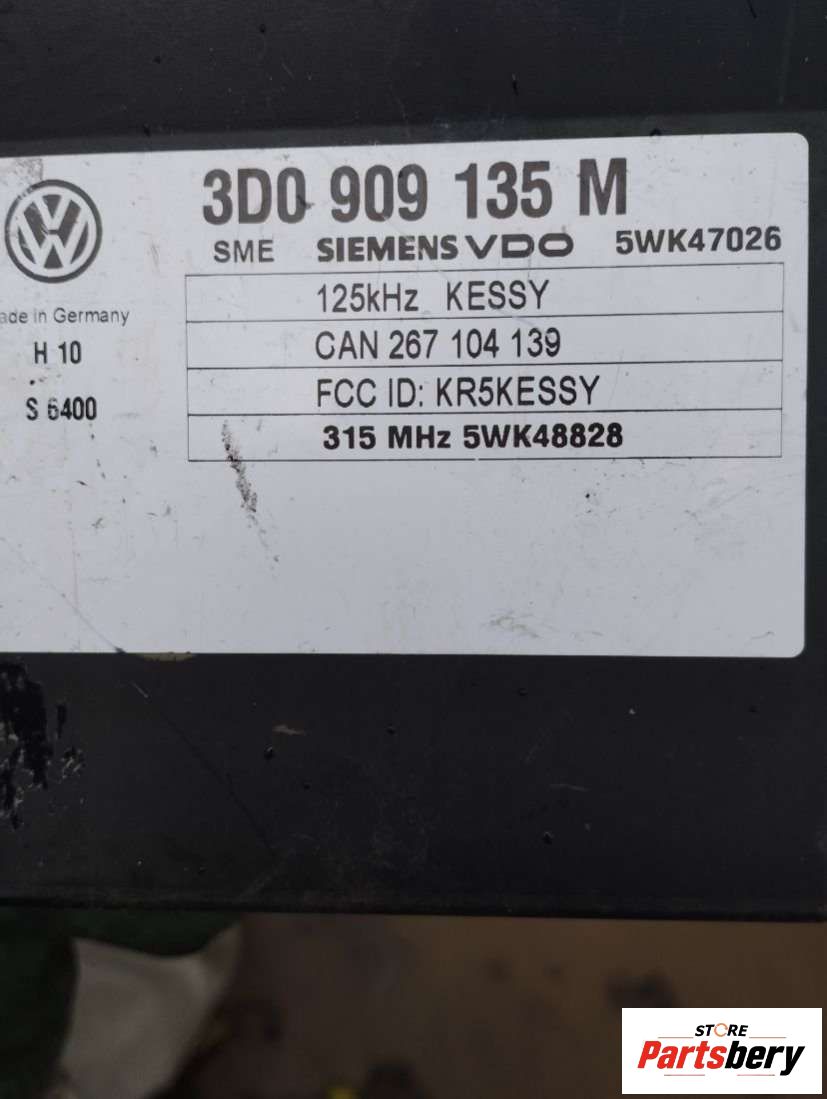 3D0 909 135 M
SME SIEMENS VDO 5WK47026
125kHz KESSY
ade in Germany
CAN 267 104 139
H 10
FCC ID: KR5KESSY
S 6400
315 MHz 5WK48828
STORE
Partsbery